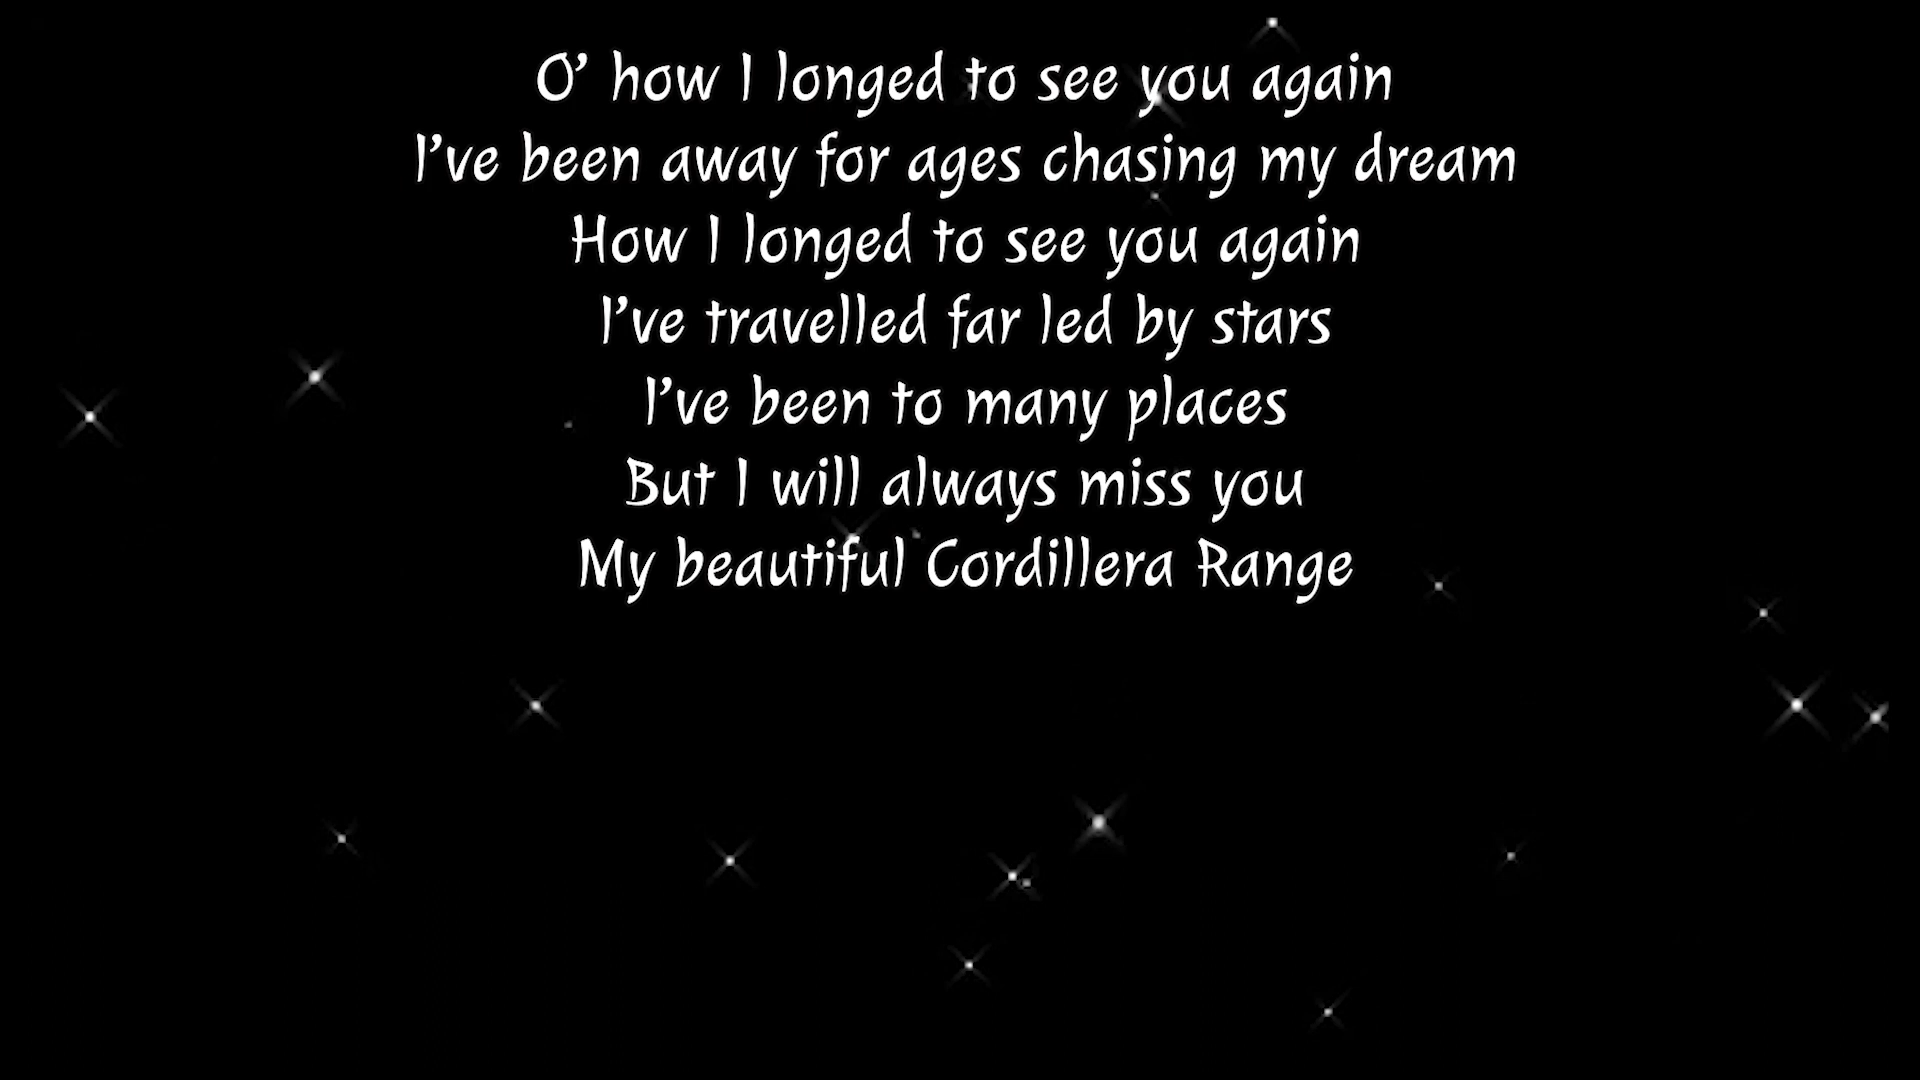 O' how I longed to see you again
I've been away for ages chasing my dream
How I longed to see you again
I've travelled far led by stars
I've been to many places
But I will always miss you
My beautiful Cordillera Range